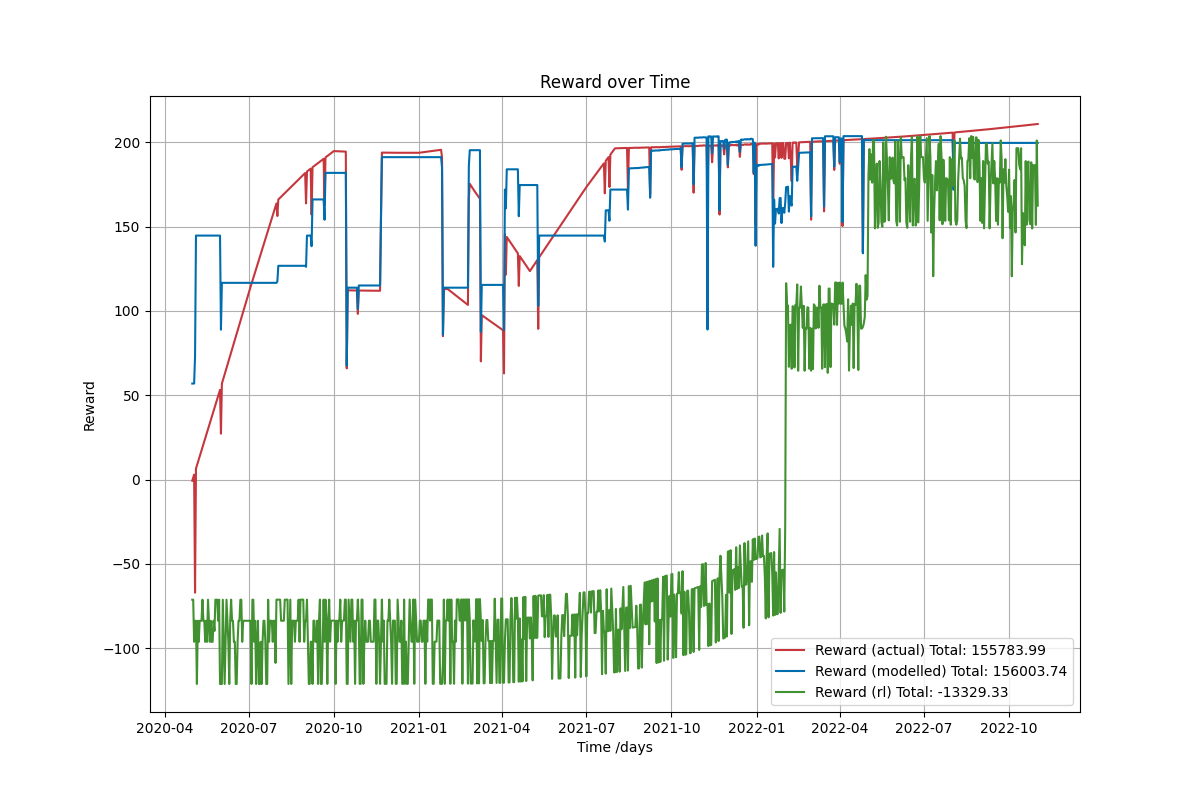 Reward over Time
Reward
200
150
100
50
0
−50
−100
2020-04 2020-07 2020-10 2021-01 2021-04 2021-07 2021-10 2022-01 2022-04 2022-07 2022-10
Time /days
Reward (actual) Total: 155783.99
Reward (modelled) Total: 156003.74
Reward (rl) Total: -13329.33